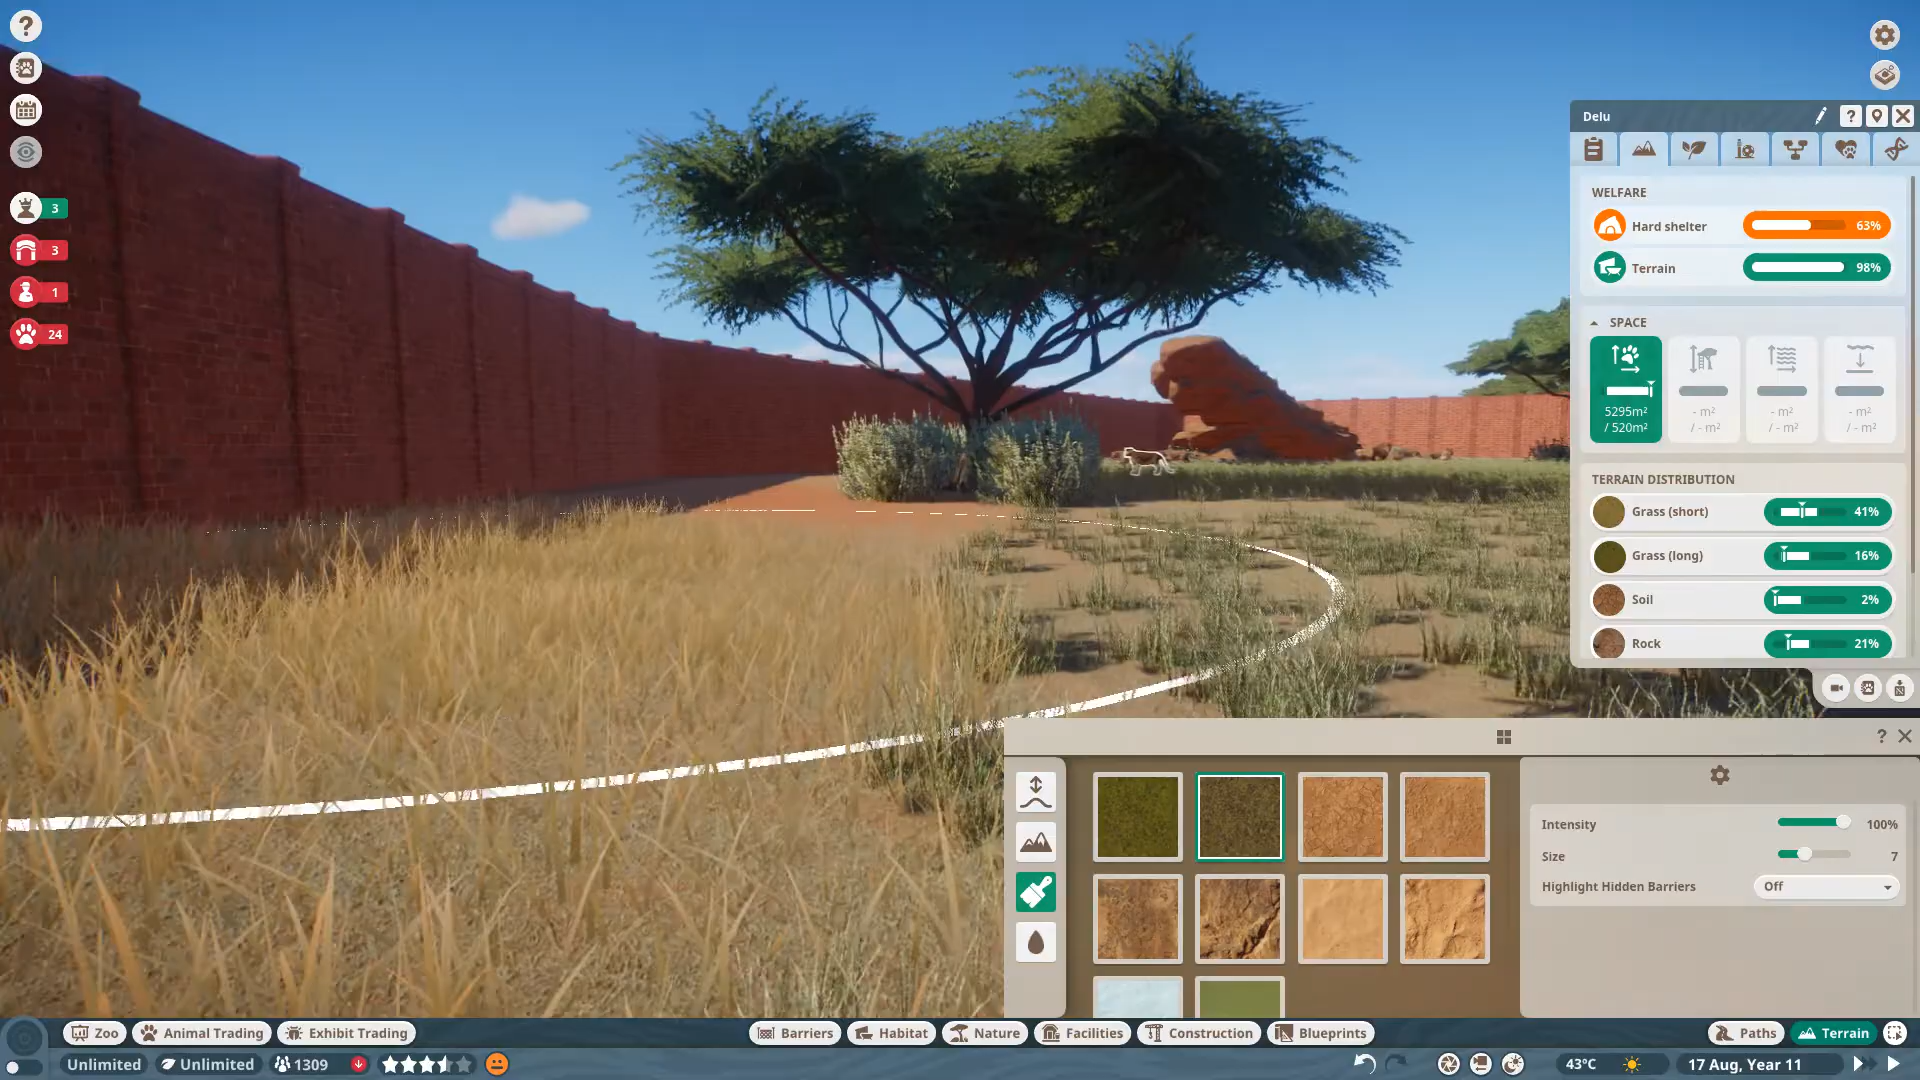 ?
3
3
1
24
Delu
?
WELFARE
Hard shelter 63%
Terrain 98%
SPACE
5295m² / 520m²
- m² / - m²
- m² / - m²
- m² / - m²
TERRAIN DISTRIBUTION
Grass (short) 41%
Grass (long) 16%
Soil 2%
Rock 21%
?
Intensity 100%
Size 7
Highlight Hidden Barriers Off
Zoo Animal Trading Exhibit Trading Barriers Habitat Nature Facilities Construction Blueprints Paths Terrain
Unlimited Unlimited 1309 43°C 17 Aug, Year 11